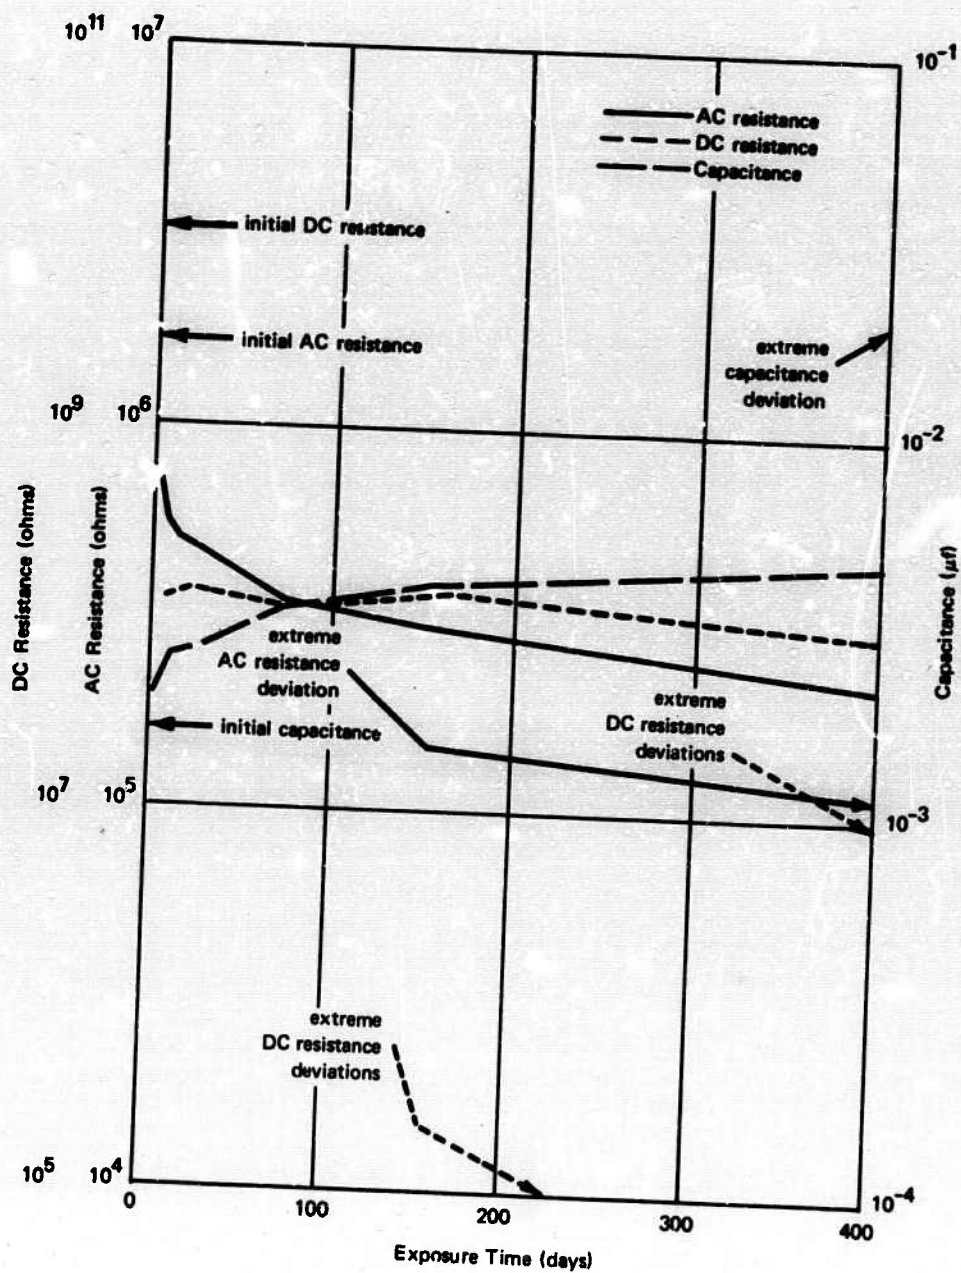 10^11 10^7
10^-1
AC resistance
DC resistance
Capacitance
initial DC resistance
initial AC resistance
extreme
capacitance
deviation
10^9 10^6
10^-2
DC Resistance (ohms)
AC Resistance (ohms)
Capacitance (μf)
extreme
AC resistance
deviation
initial capacitance
extreme
DC resistance
deviations
10^7 10^5
10^-3
extreme
DC resistance
deviations
10^5 10^4
10^-4
0 100 200 300 400
Exposure Time (days)